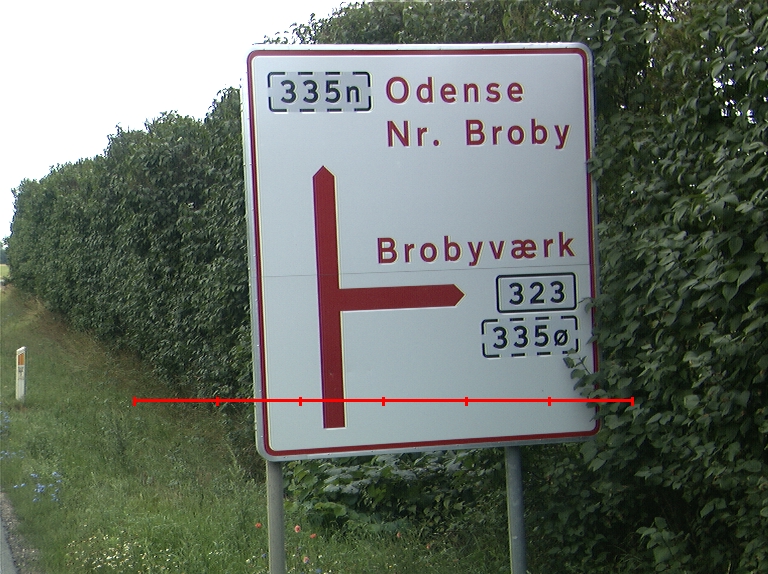 335n Odense
Nr. Broby
Brobyværk
323
335ø